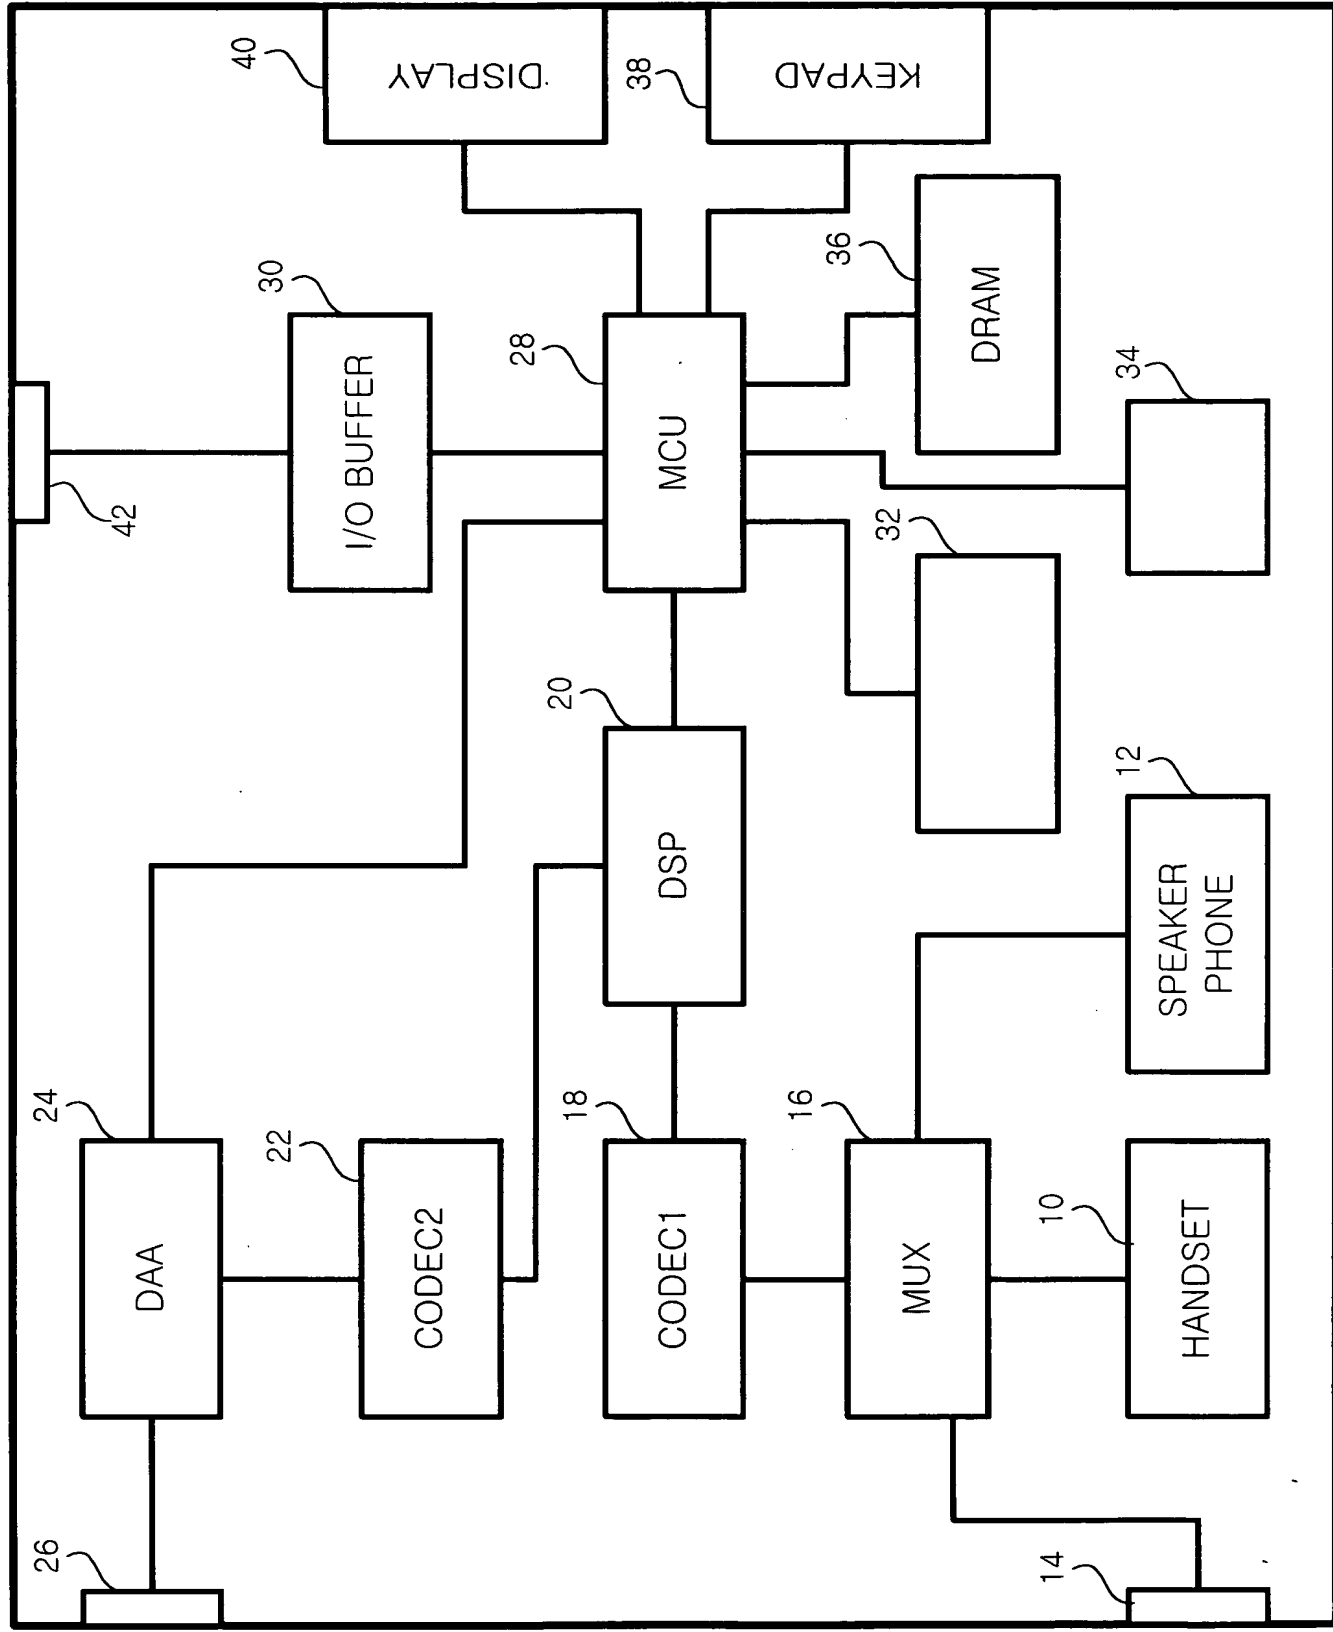 26
24
DAA
22
CODEC2
18
CODEC1
16
MUX
10
HANDSET
14
12
SPEAKER
PHONE
20
DSP
28
MCU
30
I/O BUFFER
42
32
34
36
DRAM
40
DISPLAY
38
KEYPAD